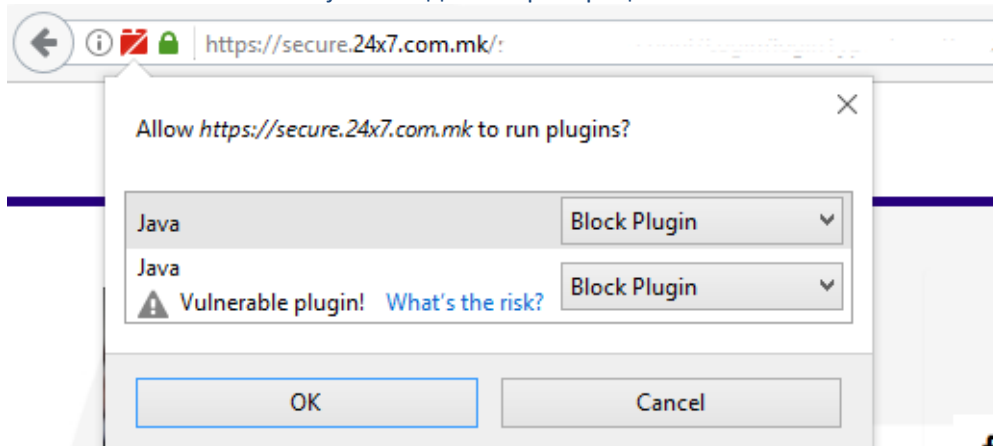 https://secure.24x7.com.mk/:
Allow https://secure.24x7.com.mk to run plugins?
Java
Block Plugin
Java
Vulnerable plugin! What's the risk?
Block Plugin
OK
Cancel